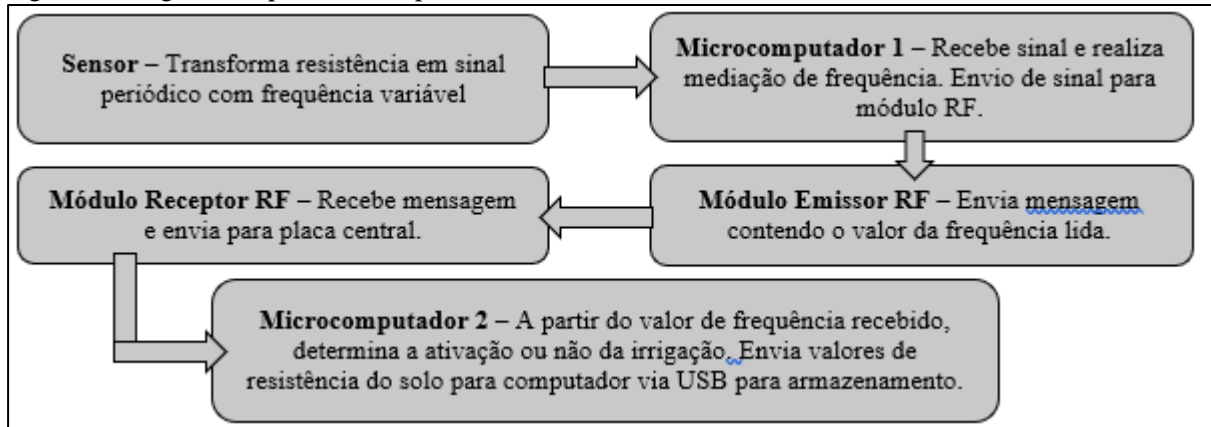 Sensor – Transforma resistência em sinal
periódico com frequência variável
Microcomputador 1 – Recebe sinal e realiza
mediação de frequência. Envio de sinal para
módulo RF.
Módulo Emissor RF – Envia mensagem
contendo o valor da frequência lida.
Módulo Receptor RF – Recebe mensagem
e envia para placa central.
Microcomputador 2 – A partir do valor de frequência recebido,
determina a ativação ou não da irrigação. Envia valores de
resistência do solo para computador via USB para armazenamento.